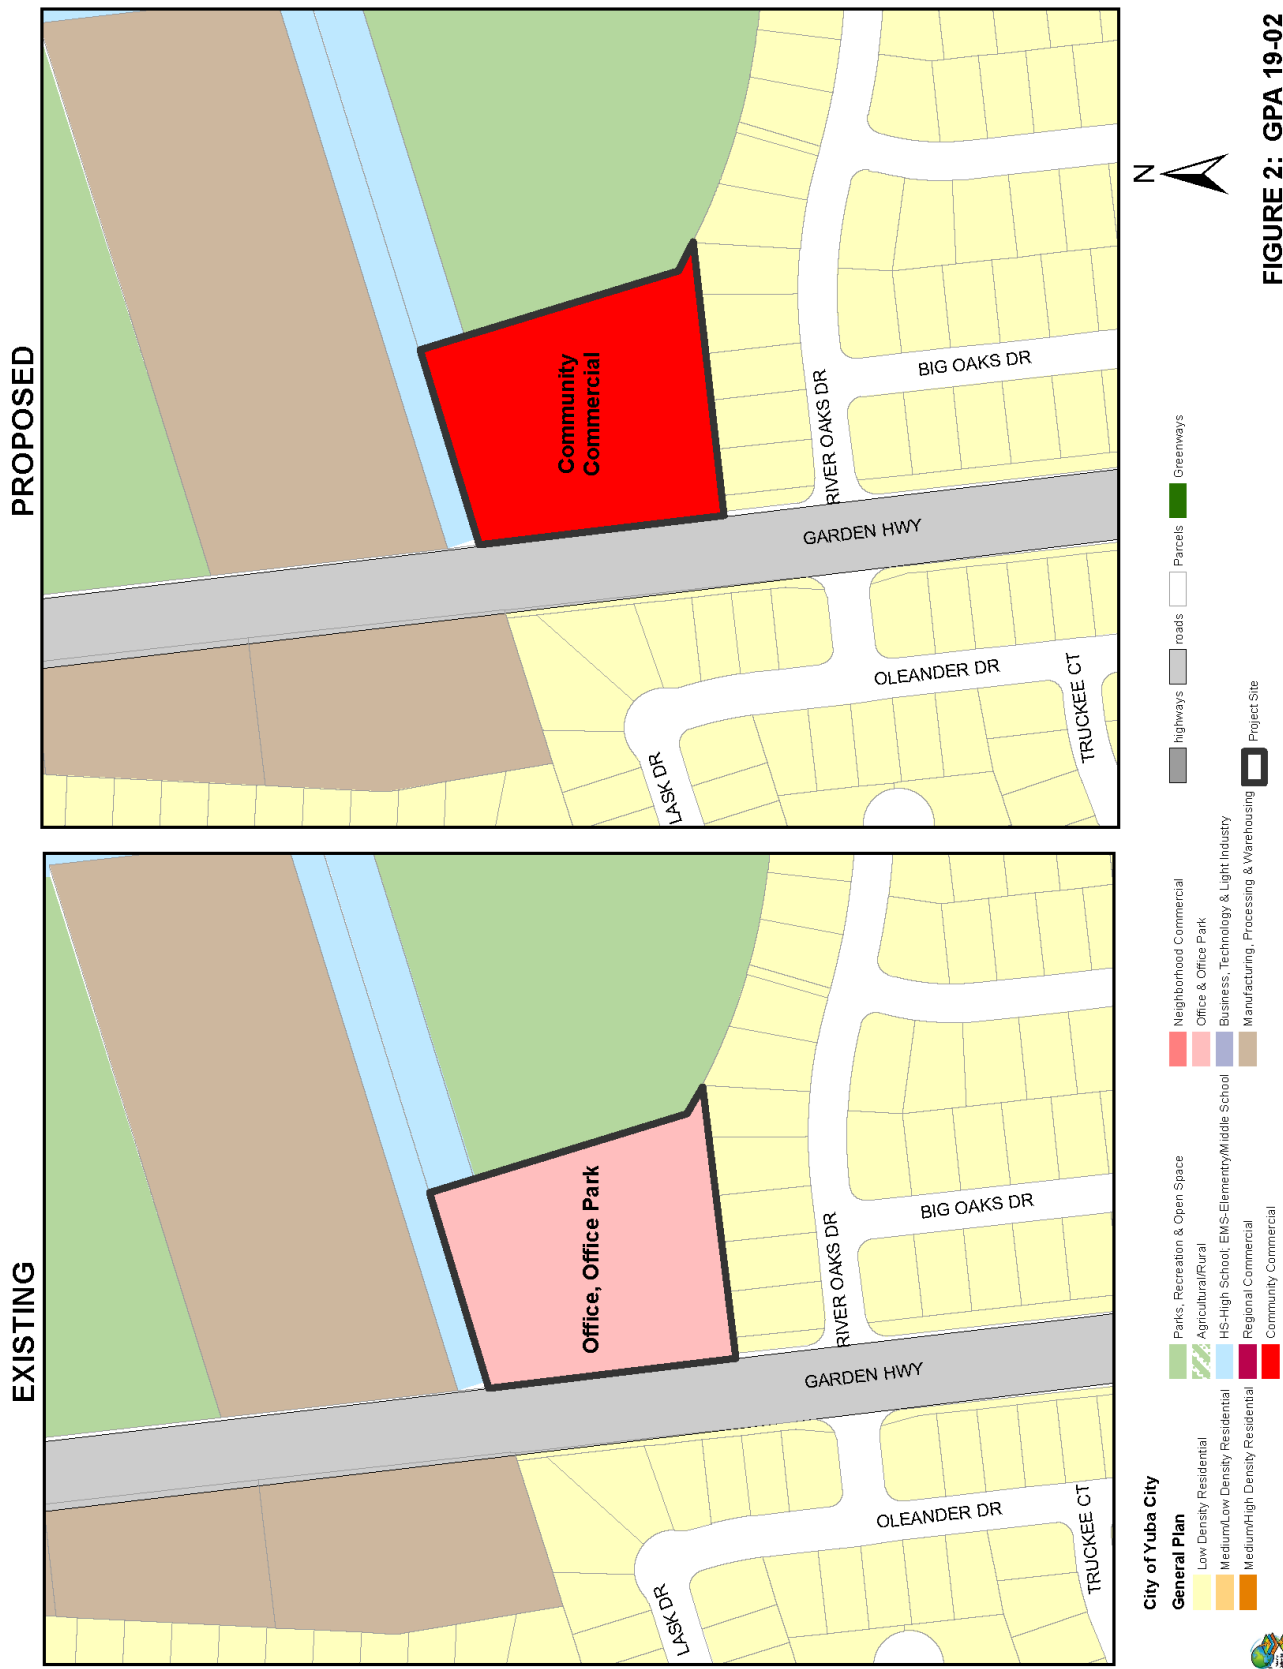 EXISTING
PROPOSED
Office, Office Park
GARDEN HWY
RIVER OAKS DR
BIG OAKS DR
OLEANDER DR
LASK DR
TRUCKEE CT
Community
Commercial
GARDEN HWY
RIVER OAKS DR
BIG OAKS DR
OLEANDER DR
LASK DR
TRUCKEE CT
N
City of Yuba City
General Plan
Low Density Residential
Medium/Low Density Residential
Medium/High Density Residential
Parks, Recreation & Open Space
Agricultural/Rural
HS-High School; EMS-Elementry/Middle School
Regional Commercial
Community Commercial
Neighborhood Commercial
Office & Office Park
Business, Technology & Light Industry
Manufacturing, Processing & Warehousing
highways
roads
Parcels
Greenways
Project Site
FIGURE 2: GPA 19-02